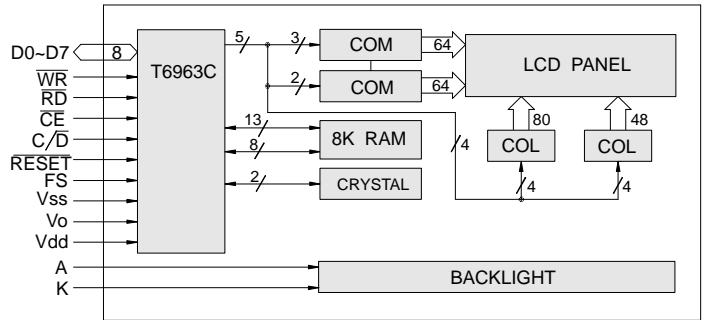 D0~D7
8
WR
RD
CE
C/D
RESET
FS
Vss
Vo
Vdd
A
K
T6963C
5
3
COM
64
2
COM
64
LCD PANEL
13
8
8K RAM
2
CRYSTAL
4
80
COL
4
48
COL
4
BACKLIGHT